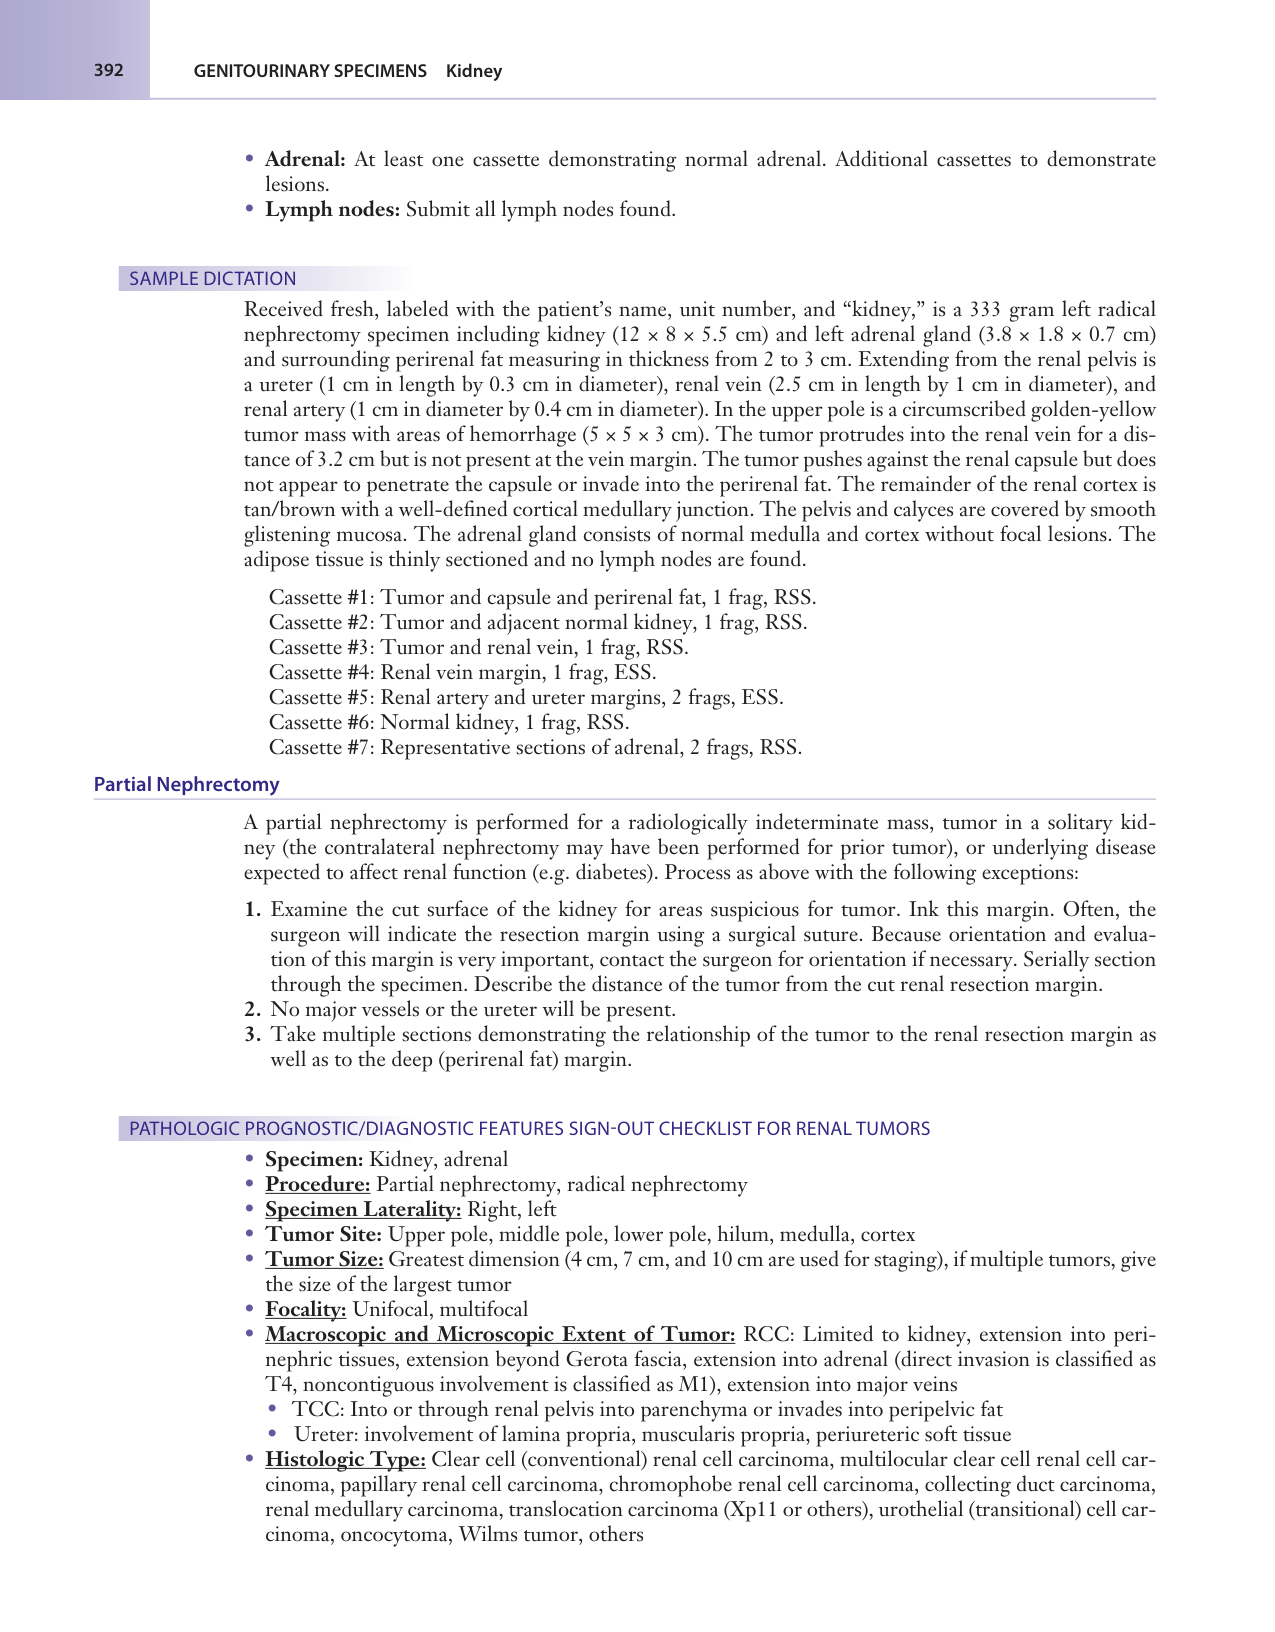 392
GENITOURINARY SPECIMENS Kidney
• Adrenal: At least one cassette demonstrating normal adrenal. Additional cassettes to demonstrate
lesions.
• Lymph nodes: Submit all lymph nodes found.
SAMPLE DICTATION
Received fresh, labeled with the patient’s name, unit number, and “kidney,” is a 333 gram left radical
nephrectomy specimen including kidney (12 × 8 × 5.5 cm) and left adrenal gland (3.8 × 1.8 × 0.7 cm)
and surrounding perirenal fat measuring in thickness from 2 to 3 cm. Extending from the renal pelvis is
a ureter (1 cm in length by 0.3 cm in diameter), renal vein (2.5 cm in length by 1 cm in diameter), and
renal artery (1 cm in diameter by 0.4 cm in diameter). In the upper pole is a circumscribed golden-yellow
tumor mass with areas of hemorrhage (5 × 5 × 3 cm). The tumor protrudes into the renal vein for a dis-
tance of 3.2 cm but is not present at the vein margin. The tumor pushes against the renal capsule but does
not appear to penetrate the capsule or invade into the perirenal fat. The remainder of the renal cortex is
tan/brown with a well-defined cortical medullary junction. The pelvis and calyces are covered by smooth
glistening mucosa. The adrenal gland consists of normal medulla and cortex without focal lesions. The
adipose tissue is thinly sectioned and no lymph nodes are found.
Cassette #1: Tumor and capsule and perirenal fat, 1 frag, RSS.
Cassette #2: Tumor and adjacent normal kidney, 1 frag, RSS.
Cassette #3: Tumor and renal vein, 1 frag, RSS.
Cassette #4: Renal vein margin, 1 frag, ESS.
Cassette #5: Renal artery and ureter margins, 2 frags, ESS.
Cassette #6: Normal kidney, 1 frag, RSS.
Cassette #7: Representative sections of adrenal, 2 frags, RSS.
Partial Nephrectomy
A partial nephrectomy is performed for a radiologically indeterminate mass, tumor in a solitary kid-
ney (the contralateral nephrectomy may have been performed for prior tumor), or underlying disease
expected to affect renal function (e.g. diabetes). Process as above with the following exceptions:
1. Examine the cut surface of the kidney for areas suspicious for tumor. Ink this margin. Often, the
surgeon will indicate the resection margin using a surgical suture. Because orientation and evalua-
tion of this margin is very important, contact the surgeon for orientation if necessary. Serially section
through the specimen. Describe the distance of the tumor from the cut renal resection margin.
2. No major vessels or the ureter will be present.
3. Take multiple sections demonstrating the relationship of the tumor to the renal resection margin as
well as to the deep (perirenal fat) margin.
PATHOLOGIC PROGNOSTIC/DIAGNOSTIC FEATURES SIGN-OUT CHECKLIST FOR RENAL TUMORS
• Specimen: Kidney, adrenal
• Procedure: Partial nephrectomy, radical nephrectomy
• Specimen Laterality: Right, left
• Tumor Site: Upper pole, middle pole, lower pole, hilum, medulla, cortex
• Tumor Size: Greatest dimension (4 cm, 7 cm, and 10 cm are used for staging), if multiple tumors, give
the size of the largest tumor
• Focality: Unifocal, multifocal
• Macroscopic and Microscopic Extent of Tumor: RCC: Limited to kidney, extension into peri-
nephric tissues, extension beyond Gerota fascia, extension into adrenal (direct invasion is classified as
T4, noncontiguous involvement is classified as M1), extension into major veins
• TCC: Into or through renal pelvis into parenchyma or invades into peripelvic fat
• Ureter: involvement of lamina propria, muscularis propria, periureteric soft tissue
• Histologic Type: Clear cell (conventional) renal cell carcinoma, multilocular clear cell renal cell car-
cinoma, papillary renal cell carcinoma, chromophobe renal cell carcinoma, collecting duct carcinoma,
renal medullary carcinoma, translocation carcinoma (Xp11 or others), urothelial (transitional) cell car-
cinoma, oncocytoma, Wilms tumor, others